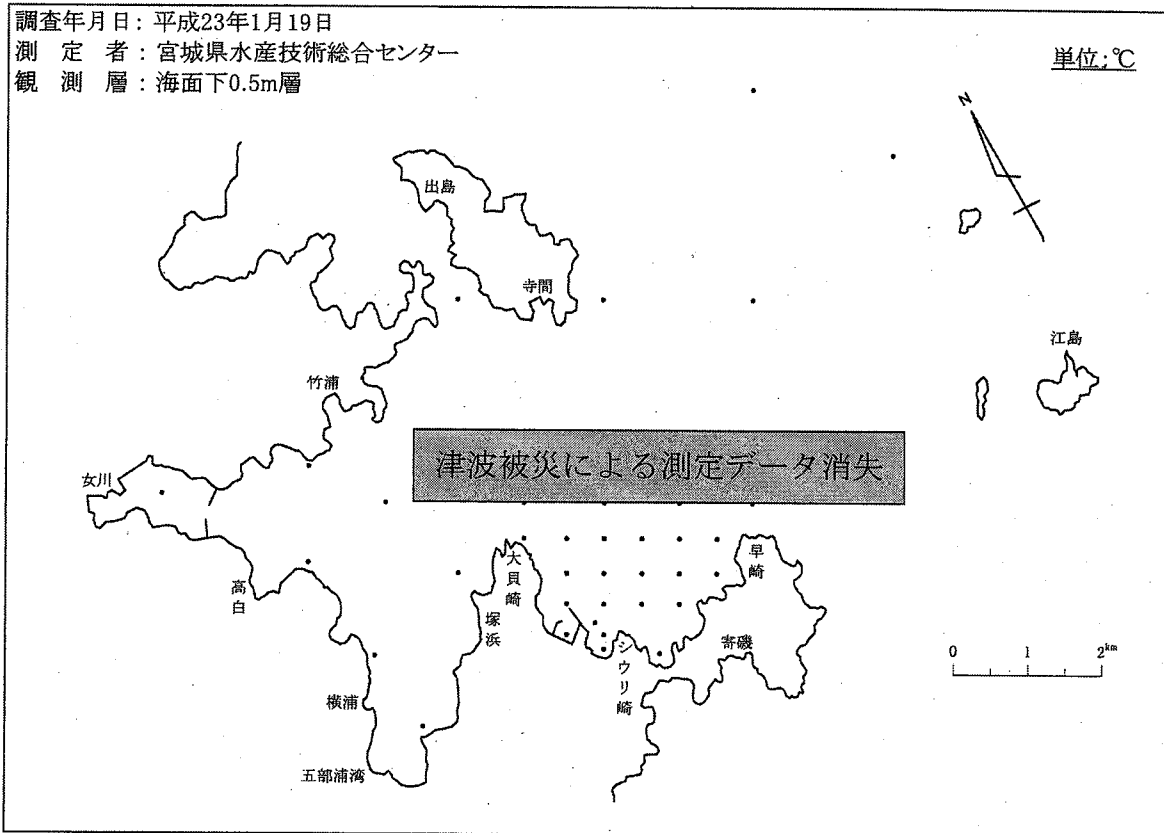 調査年月日：平成23年1月19日
測定者：宮城県水産技術総合センター
観測層：海面下0.5m層
単位;℃
N
出島
寺間
江島
竹浦
津波被災による測定データ消失
女川
大貝崎
早崎
高白
塚浜
シウリ崎
寄磯
0 1 2km
横浦
五部浦湾